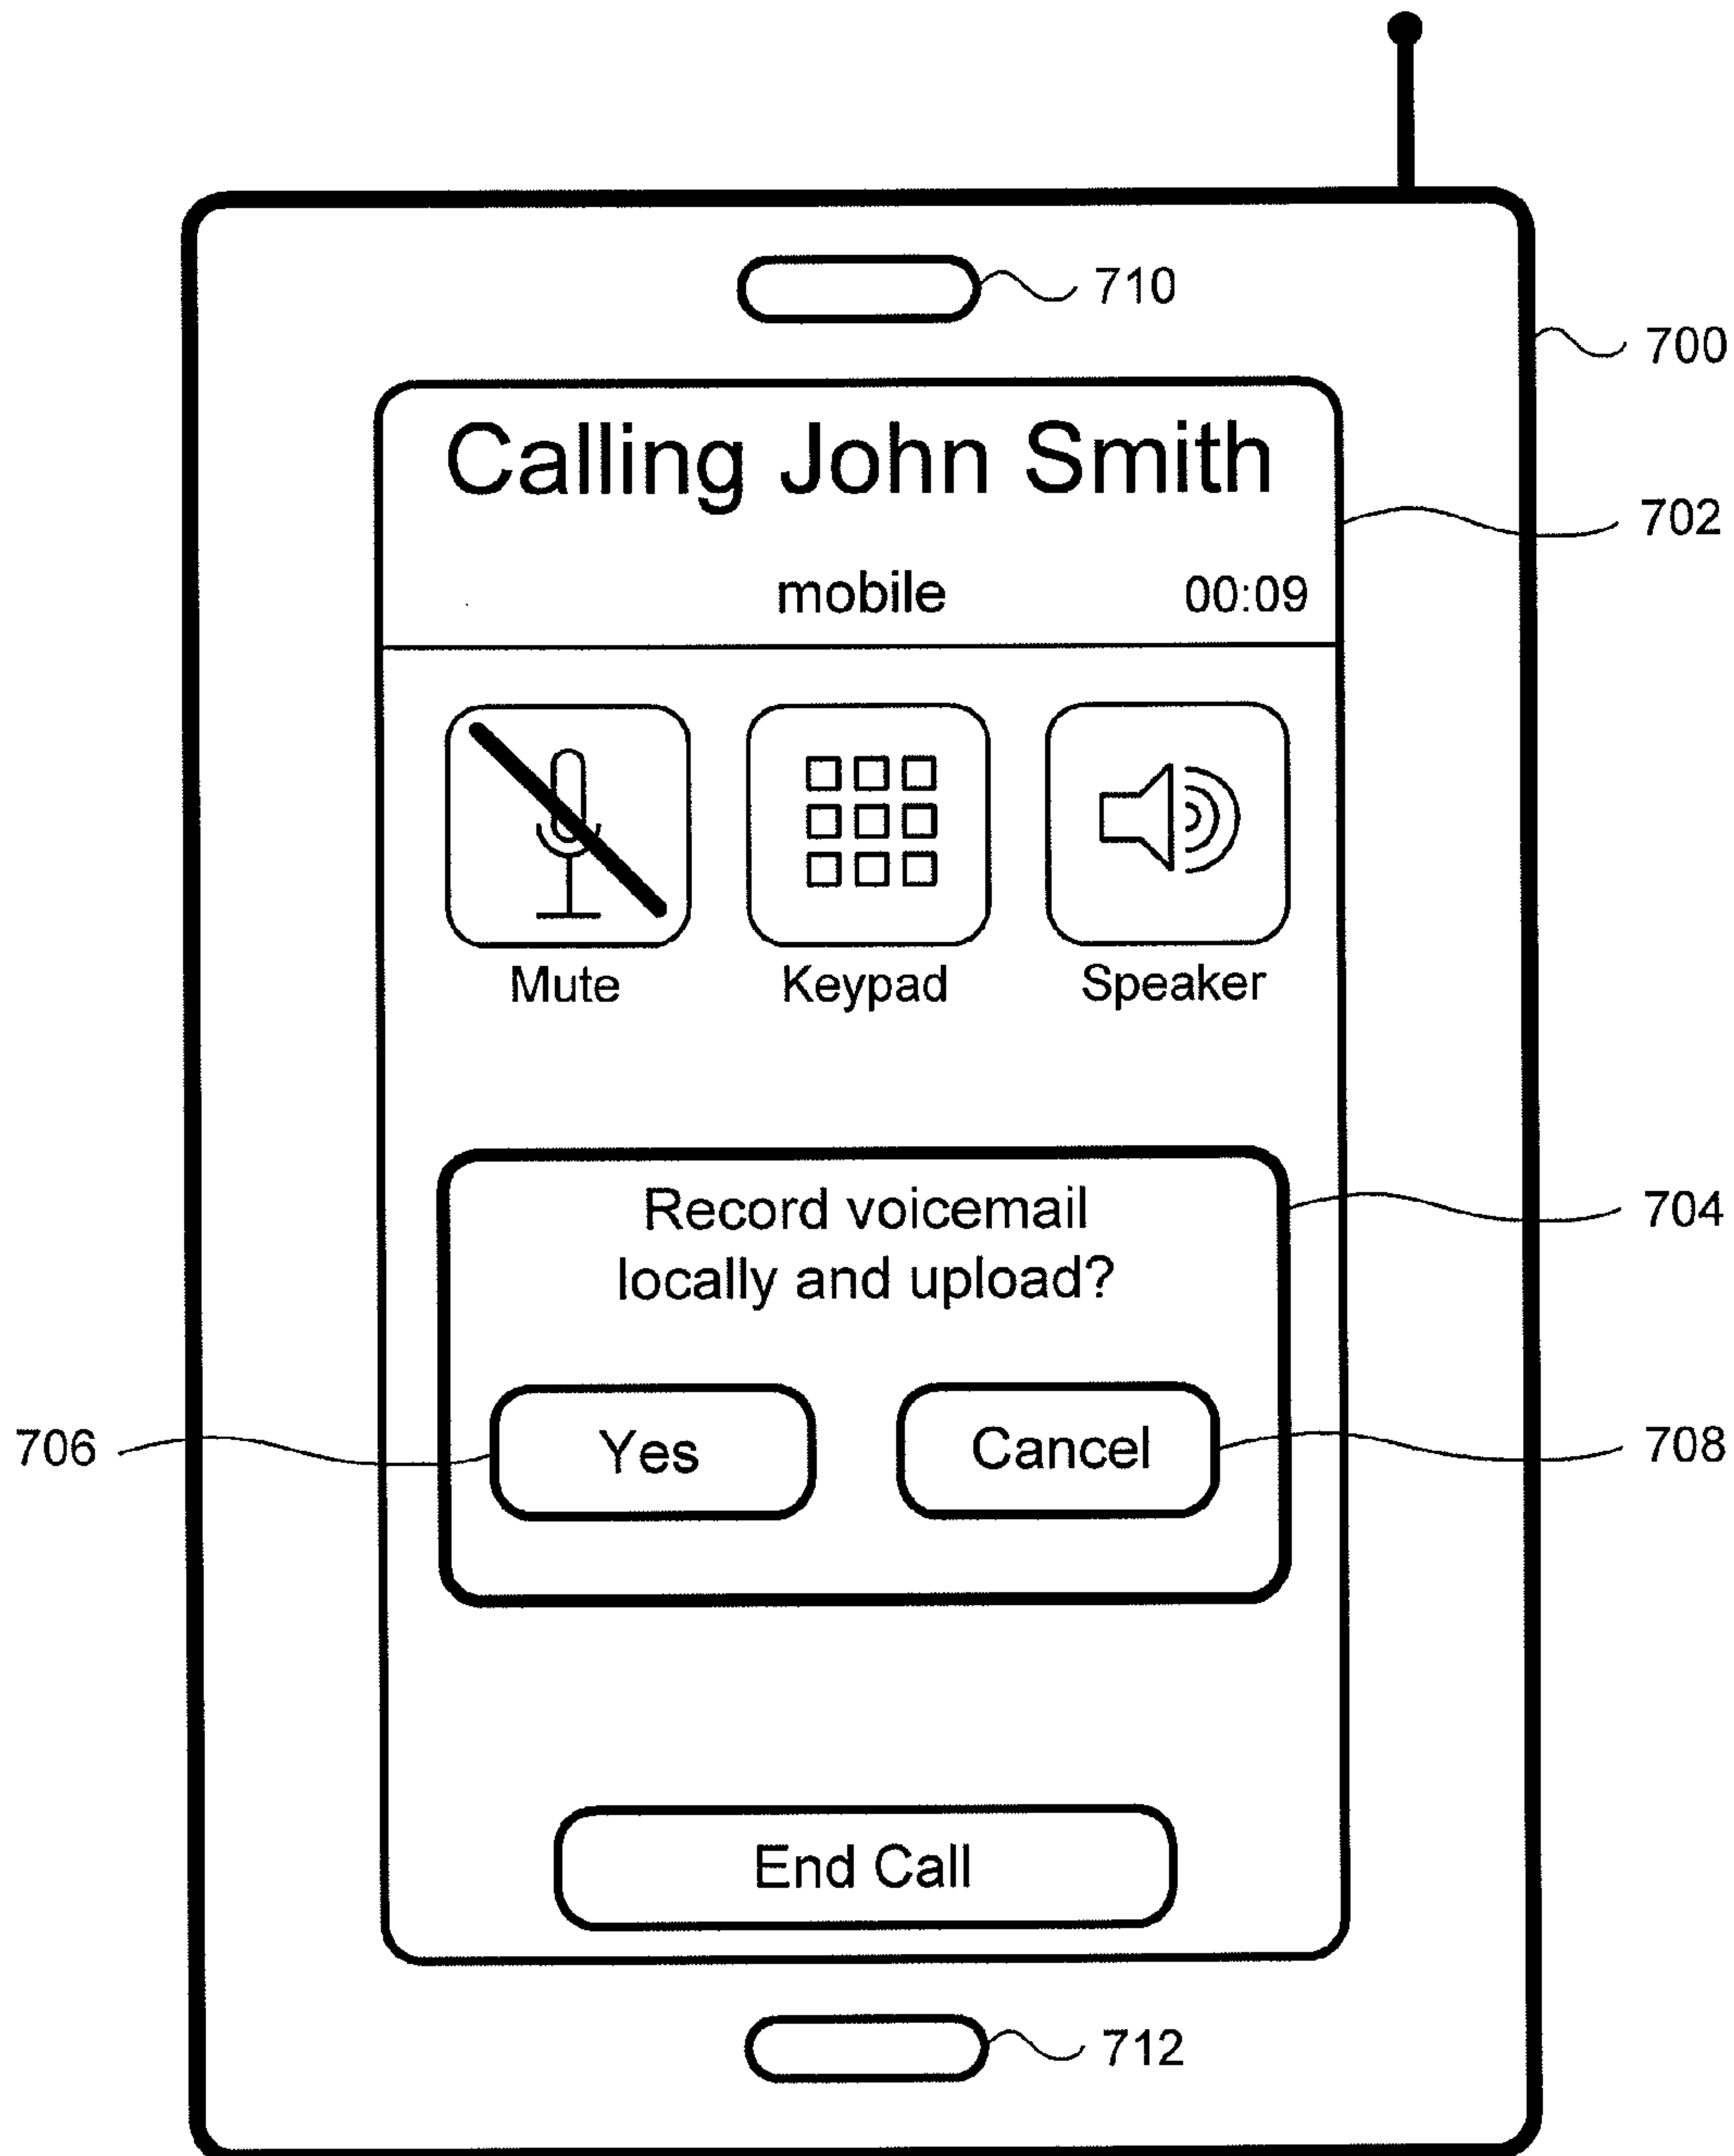 710
700
Calling John Smith
702
mobile 00:09
Mute Keypad Speaker
Record voicemail
locally and upload?
704
706 Yes Cancel 708
End Call
712